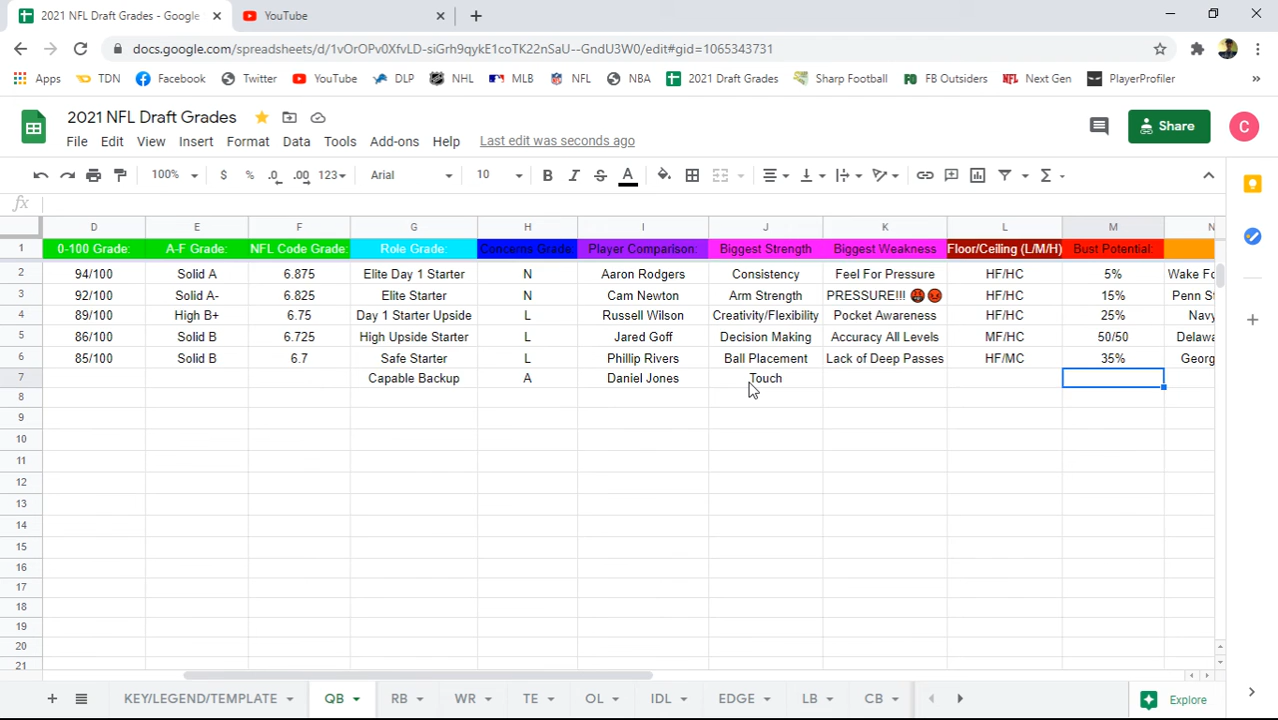 2021 NFL Draft Grades - Google
YouTube
docs.google.com/spreadsheets/d/1vOrOPv0XfvLD-siGrh9qykE1coTK22nSaU--GndU3W0/edit#gid=1065343731
Apps TDN Facebook Twitter YouTube DLP NHL MLB NFL NBA 2021 Draft Grades Sharp Football FB Outsiders Next Gen PlayerProfiler
2021 NFL Draft Grades
File Edit View Insert Format Data Tools Add-ons Help Last edit was seconds ago
Share
C
100% $ % .0 .00 123 Arial 10 B I S A
fx
D E F G H I J K L M N
1 0-100 Grade: A-F Grade: NFL Code Grade: Role Grade: Concerns Grade: Player Comparison: Biggest Strength Biggest Weakness Floor/Ceiling (L/M/H) Bust Potential:
2 94/100 Solid A 6.875 Elite Day 1 Starter N Aaron Rodgers Consistency Feel For Pressure HF/HC 5% Wake Fo
3 92/100 Solid A- 6.825 Elite Starter N Cam Newton Arm Strength PRESSURE!!! 🤬😡 HF/HC 15% Penn St
4 89/100 High B+ 6.75 Day 1 Starter Upside L Russell Wilson Creativity/Flexibility Pocket Awareness HF/HC 25% Navy
5 86/100 Solid B 6.725 High Upside Starter L Jared Goff Decision Making Accuracy All Levels MF/HC 50/50 Delawa
6 85/100 Solid B 6.7 Safe Starter L Phillip Rivers Ball Placement Lack of Deep Passes HF/MC 35% Georg
7 Capable Backup A Daniel Jones Touch
8
9
10
11
12
13
14
15
16
17
18
19
20
21
KEY/LEGEND/TEMPLATE QB RB WR TE OL IDL EDGE LB CB Explore